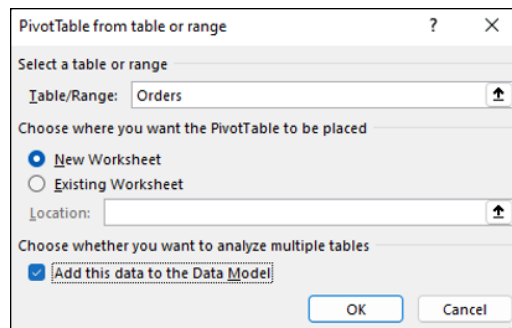 PivotTable from table or range ? ×
Select a table or range
Table/Range: Orders
Choose where you want the PivotTable to be placed
New Worksheet
Existing Worksheet
Location:
Choose whether you want to analyze multiple tables
Add this data to the Data Model
OK Cancel